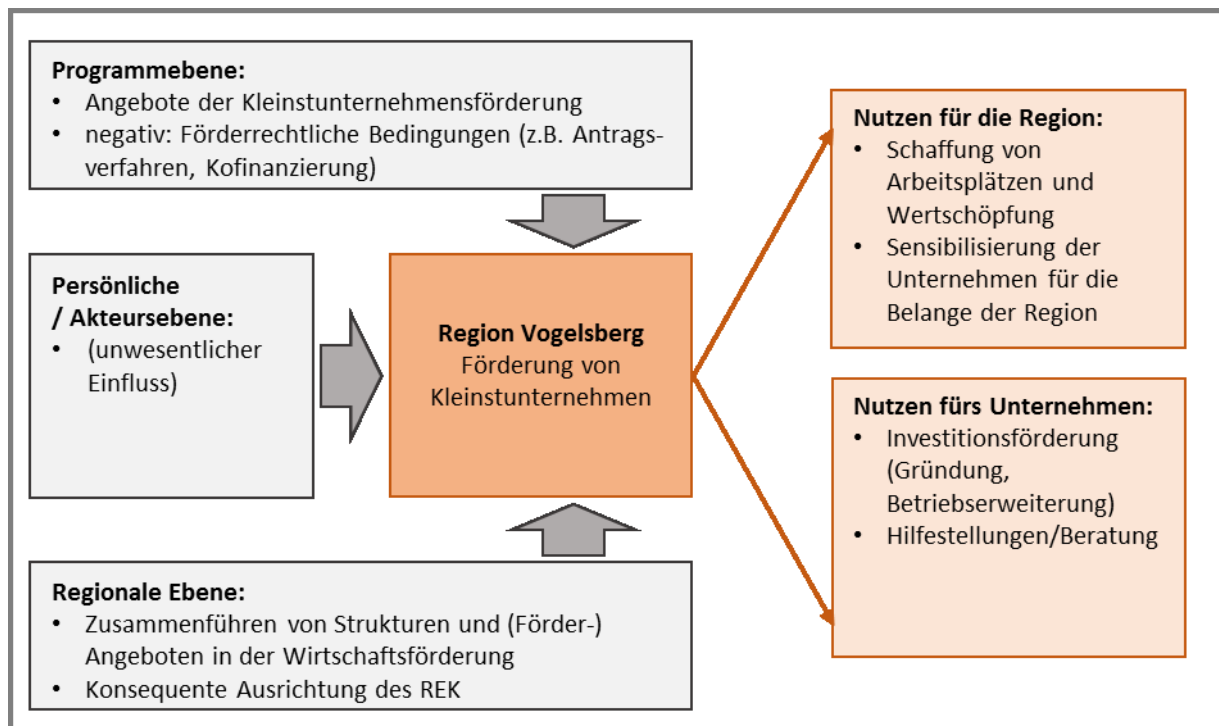 Programmebene:
• Angebote der Kleinstunternehmensförderung
• negativ: Förderrechtliche Bedingungen (z.B. Antrags-
verfahren, Kofinanzierung)
Persönliche
/ Akteursebene:
• (unwesentlicher
Einfluss)
Region Vogelsberg
Förderung von
Kleinstunternehmen
Regionale Ebene:
• Zusammenführen von Strukturen und (Förder-)
Angeboten in der Wirtschaftsförderung
• Konsequente Ausrichtung des REK
Nutzen für die Region:
• Schaffung von
Arbeitsplätzen und
Wertschöpfung
• Sensibilisierung der
Unternehmen für die
Belange der Region
Nutzen fürs Unternehmen:
• Investitionsförderung
(Gründung,
Betriebserweiterung)
• Hilfestellungen/Beratung